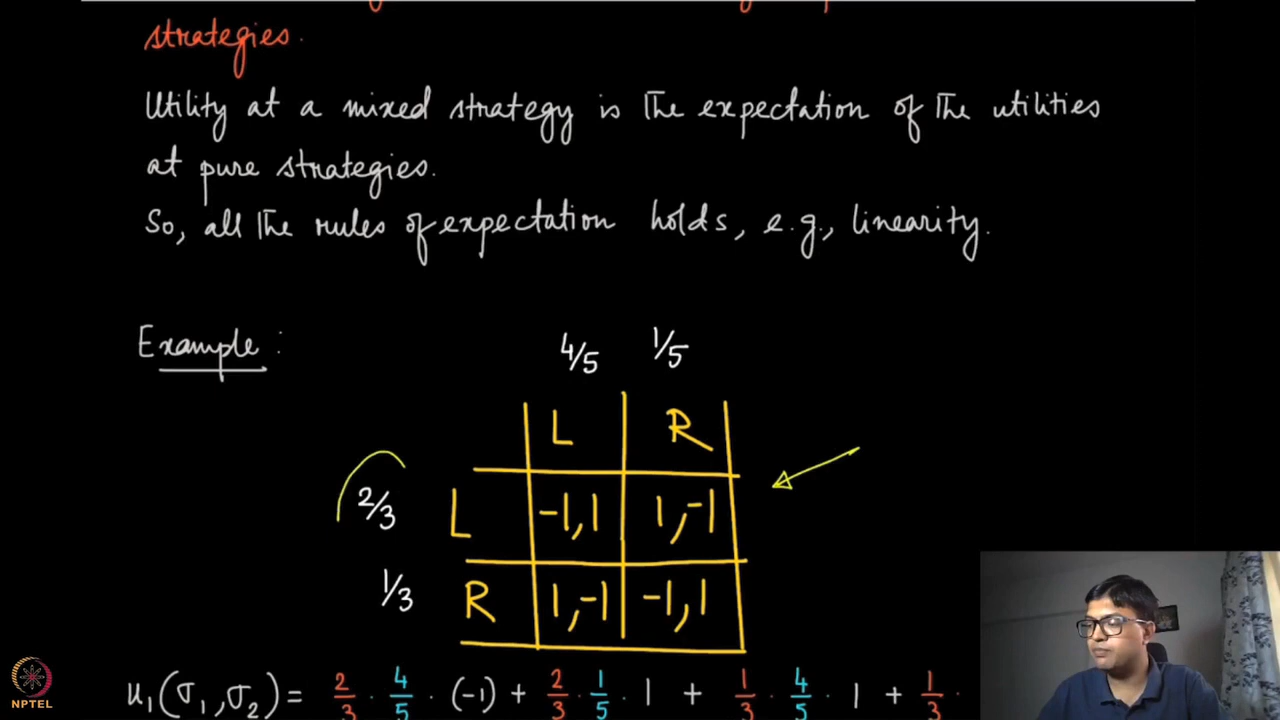 strategies.
Utility at a mixed strategy is the expectation of the utilities
at pure strategies.
So, all the rules of expectation holds, e.g., linearity.
Example :
4/5 1/5
L R
2/3 L -1,1 1,-1
1/3 R 1,-1 -1,1
u₁(σ₁,σ₂) = 2/3 · 4/5 · (-1) + 2/3 · 1/5 · 1 + 1/3 · 4/5 · 1 + 1/3 ·
NPTEL